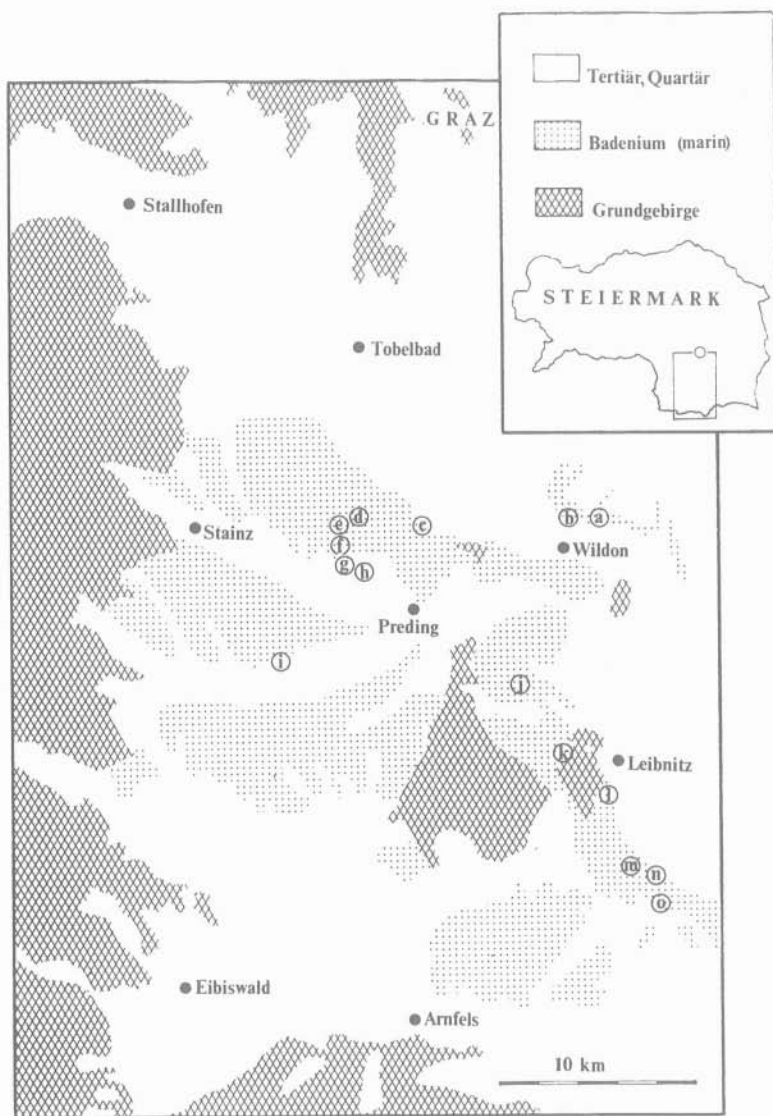 Tertiär, Quartär
Badenium (marin)
Grundgebirge
STEIERMARK
GRAZ
Stallhofen
Tobelbad
Stainz
e
d
c
b
a
f
g
h
Wildon
Preding
i
j
k
Leibnitz
l
m
n
o
Eibiswald
Arnfels
10 km